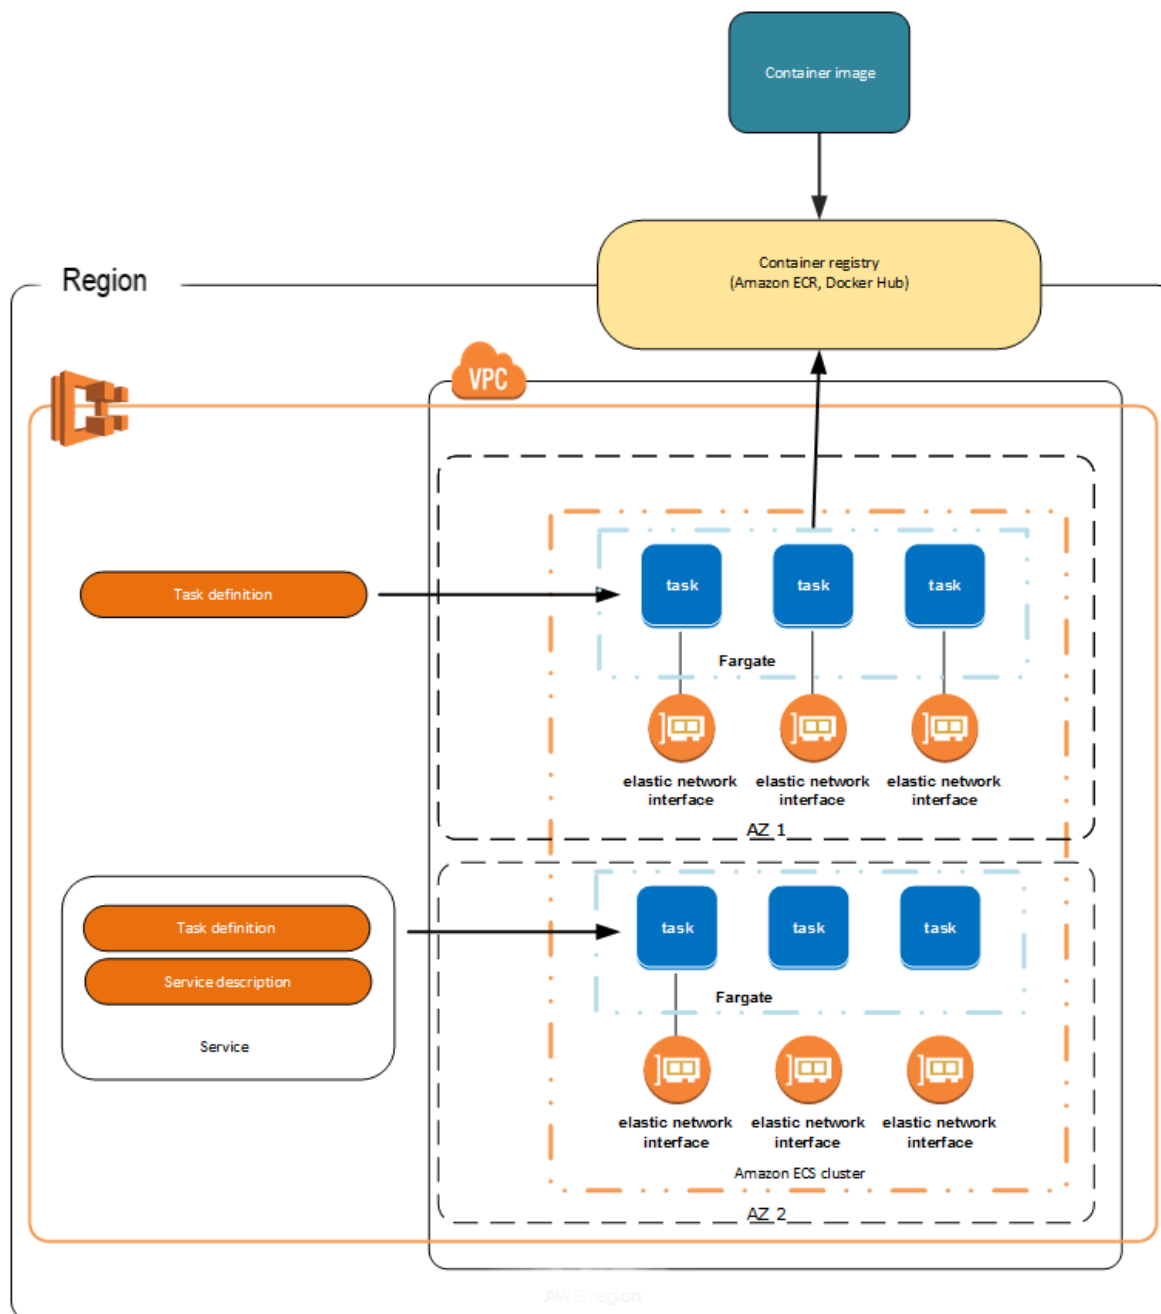 Container image
Container registry
(Amazon ECR, Docker Hub)
Region
VPC
Task definition
task
task
task
Fargate
elastic network
interface
elastic network
interface
elastic network
interface
AZ 1
Task definition
Service description
Service
task
task
task
Fargate
elastic network
interface
elastic network
interface
elastic network
interface
Amazon ECS cluster
AZ 2
AWS region